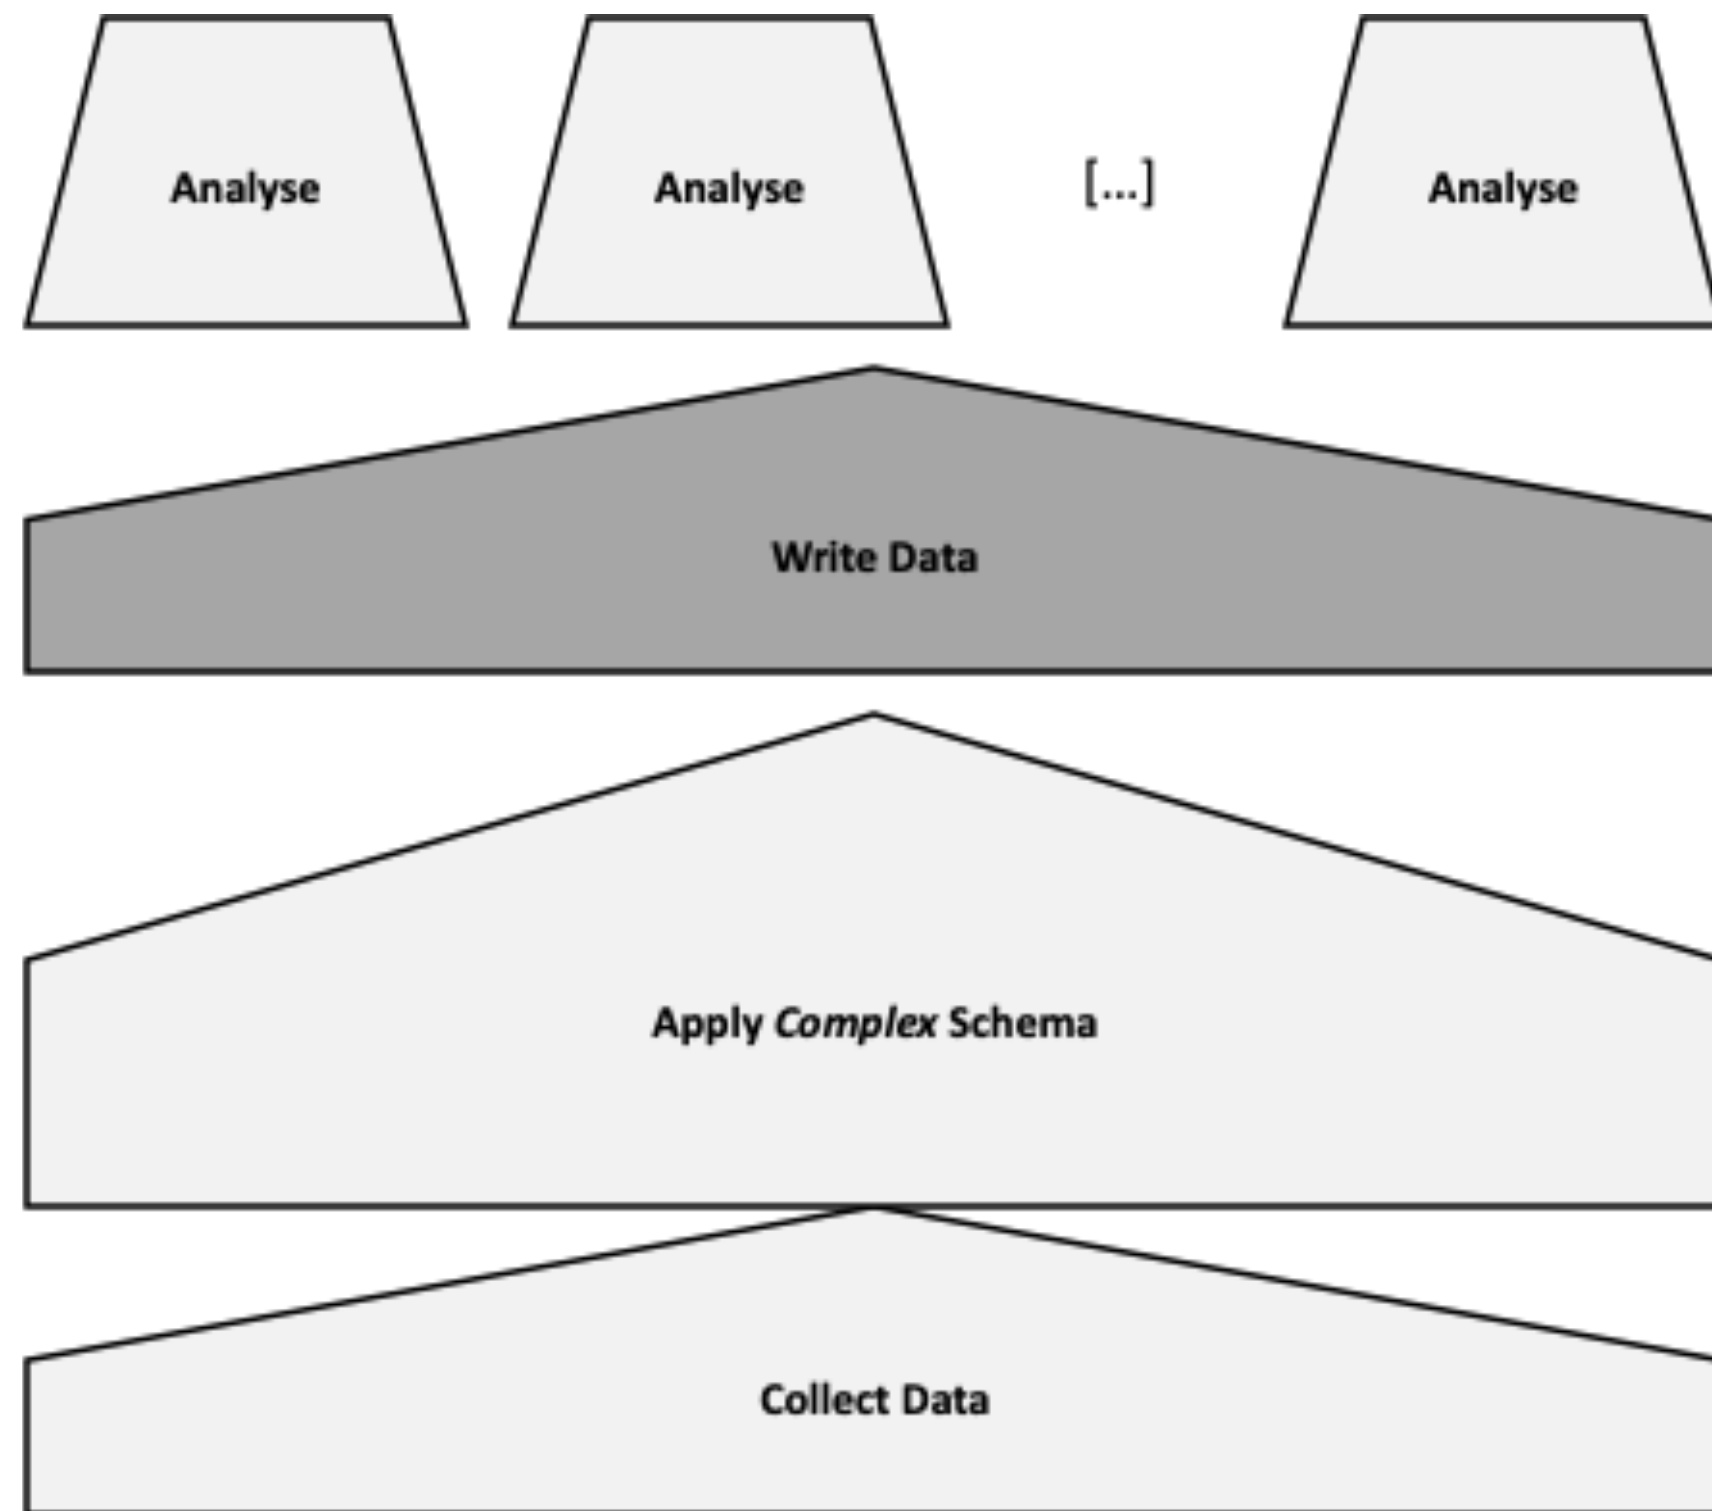 Analyse Analyse [...] Analyse
Write Data
Apply Complex Schema
Collect Data